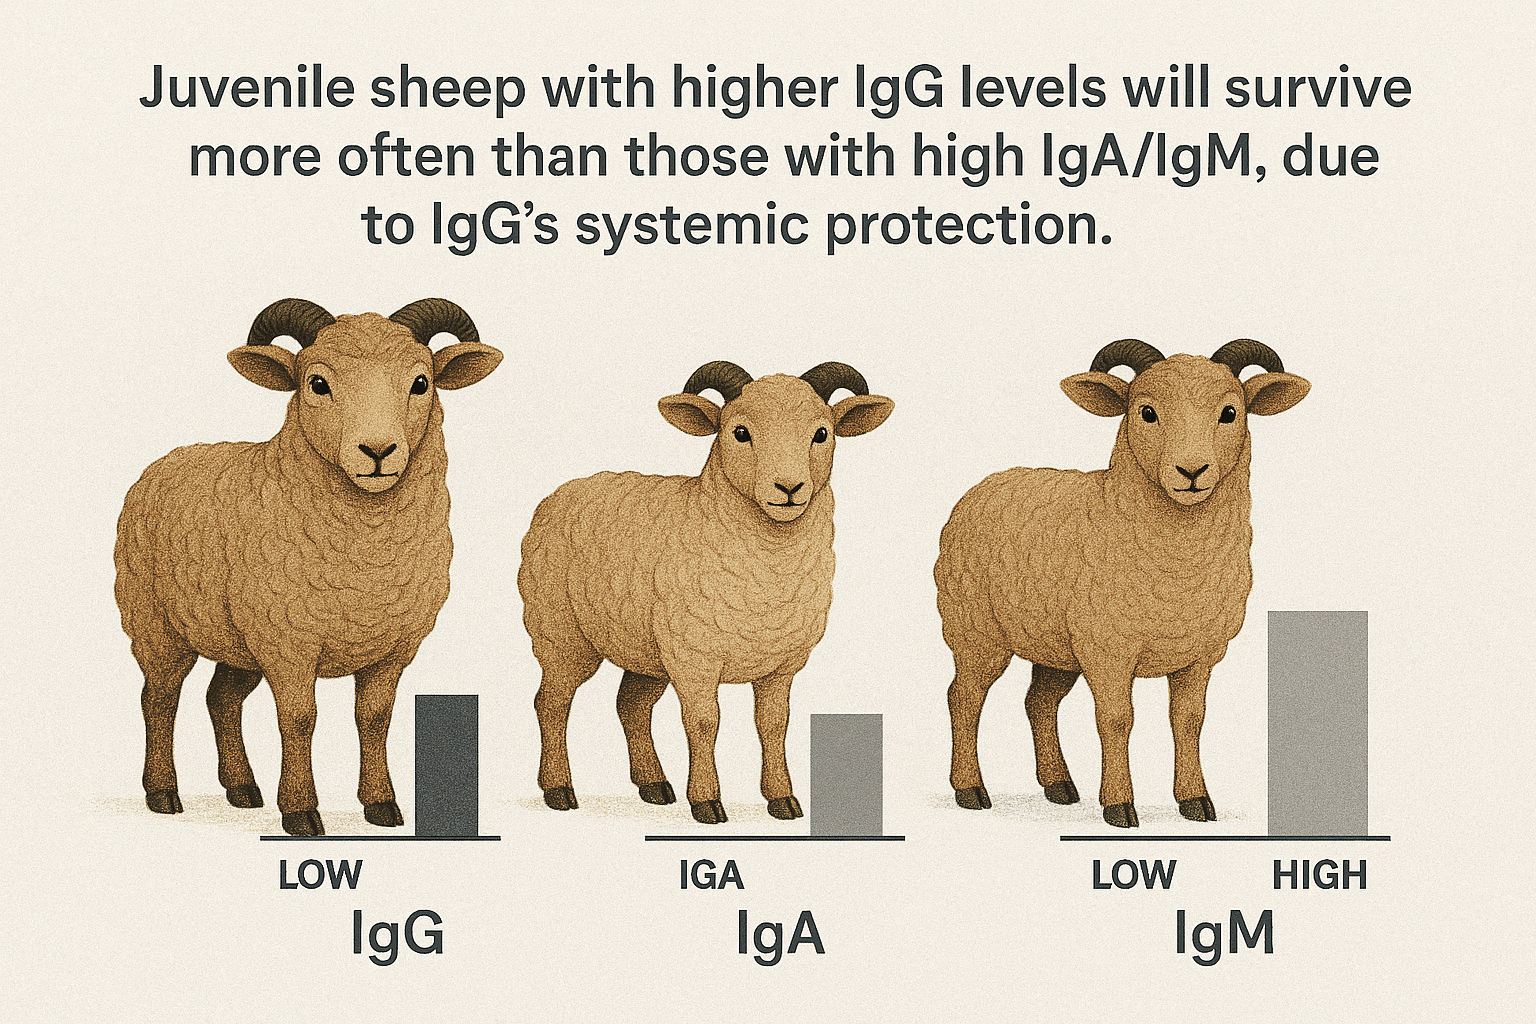 Juvenile sheep with higher IgG levels will survive
more often than those with high IgA/IgM, due
to IgG’s systemic protection.
LOW
IGA
LOW HIGH
IgG
IgA
IgM